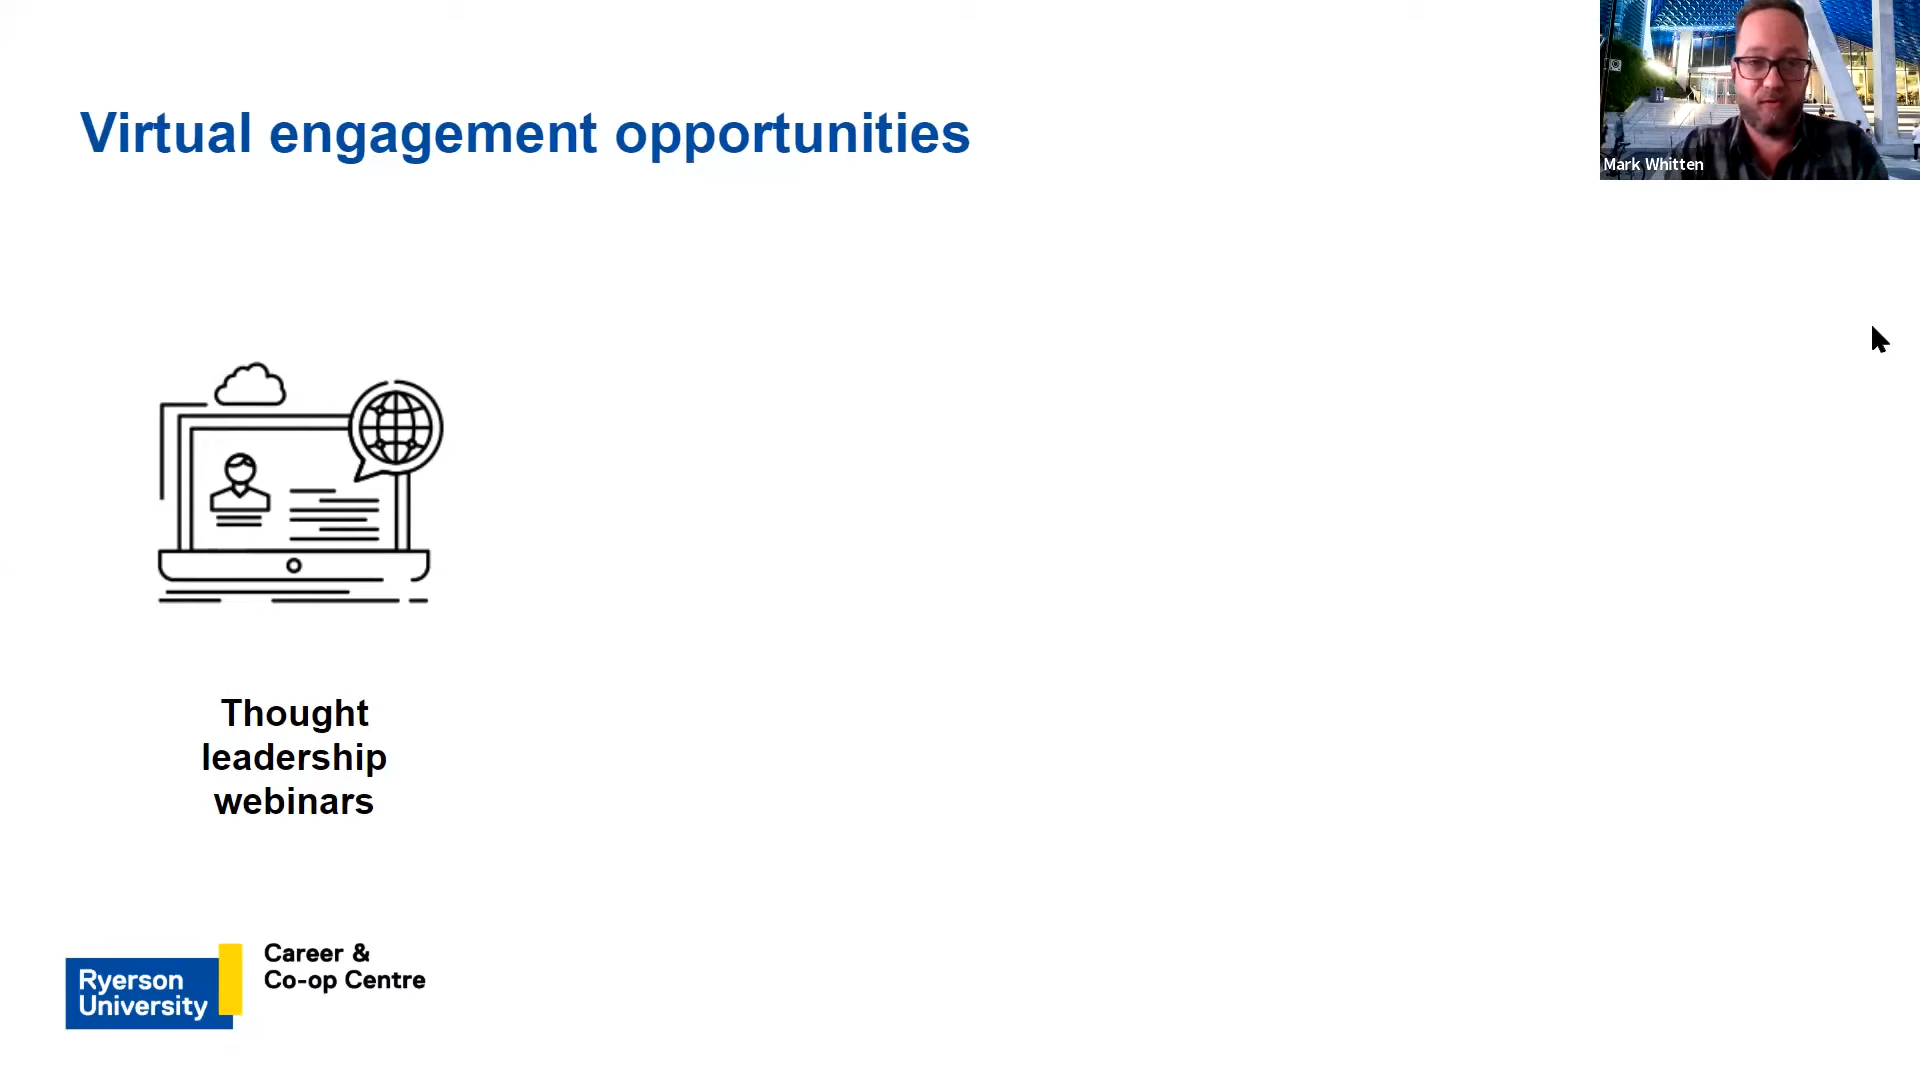 Virtual engagement opportunities
Mark Whitten
Thought
leadership
webinars
Ryerson
University
Career &
Co-op Centre